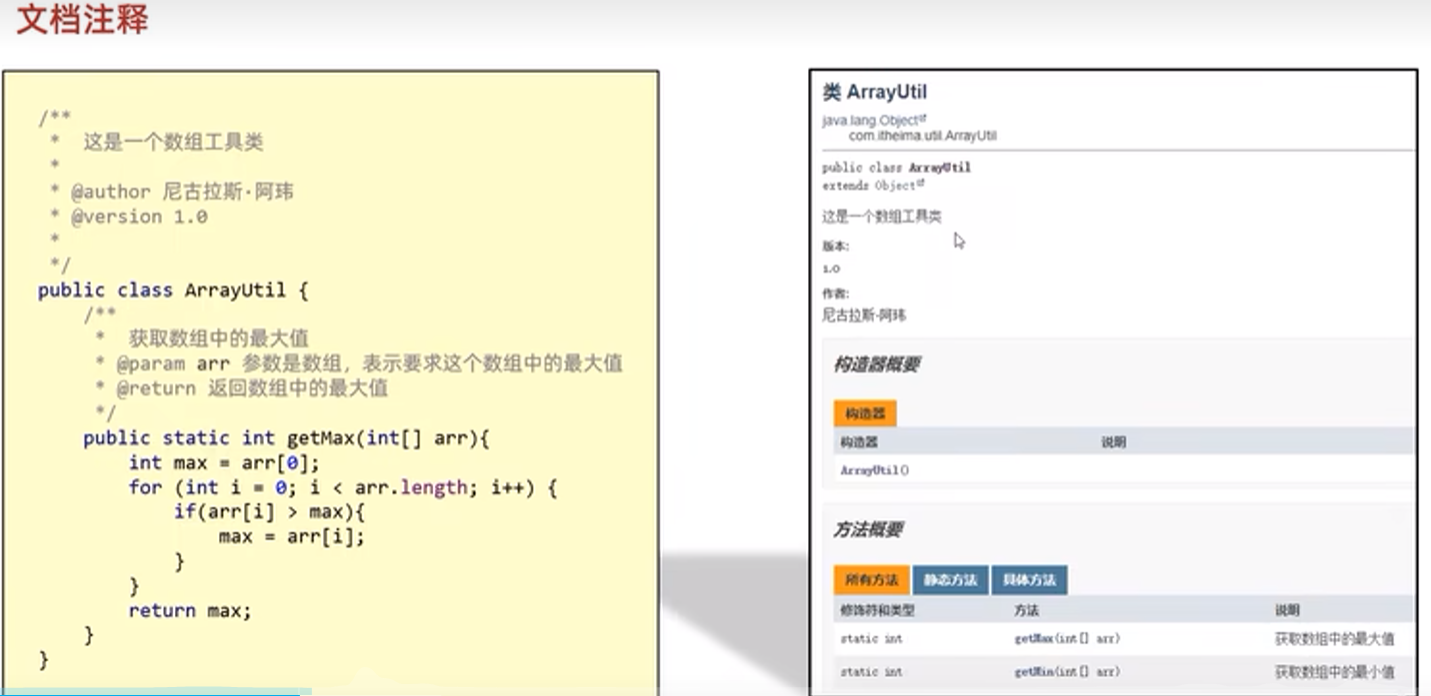 文档注释
/**
 *  这是一个数组工具类
 *
 * @author 尼古拉斯·阿玮
 * @version 1.0
 *
 */
public class ArrayUtil {
    /**
     *  获取数组中的最大值
     * @param arr 参数是数组，表示要求这个数组中的最大值
     * @return 返回数组中的最大值
     */
    public static int getMax(int[] arr){
        int max = arr[0];
        for (int i = 0; i < arr.length; i++) {
            if(arr[i] > max){
                max = arr[i];
            }
        }
        return max;
    }
}
类 ArrayUtil
java.lang.Object
com.itheima.util.ArrayUtil
public class ArrayUtil
extends Object
这是一个数组工具类
版本:
1.0
作者:
尼古拉斯·阿玮
构造器概要
构造器
构造器 说明
ArrayUtil()
方法概要
所有方法 静态方法 具体方法
修饰符和类型 方法 说明
static int getMax(int[] arr) 获取数组中的最大值
static int getMin(int[] arr) 获取数组中的最小值